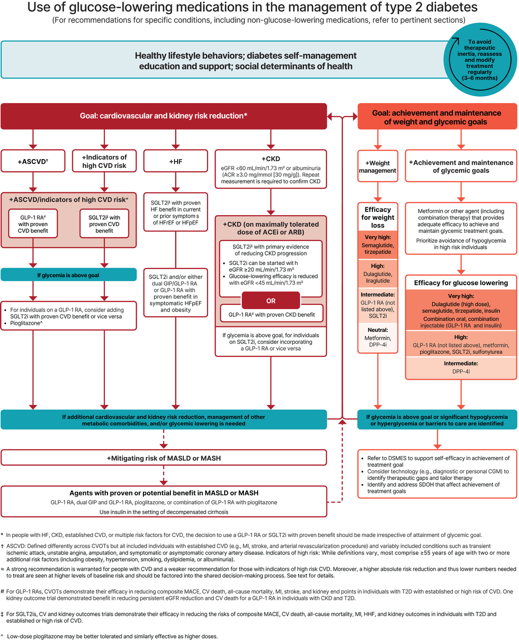 Use of glucose-lowering medications in the management of type 2 diabetes
(For recommendations for specific conditions, including non-glucose-lowering medications, refer to pertinent sections)
Healthy lifestyle behaviors; diabetes self-management
education and support; social determinants of health
To avoid
therapeutic
inertia, reassess
and modify
treatment
regularly
(3–6 months)
Goal: cardiovascular and kidney risk reduction*
+ASCVD†
+Indicators of
high CVD risk
+HF
+CKD
eGFR <60 mL/min/1.73 m² or albuminuria
(ACR ≥3.0 mg/mmol [30 mg/g]). Repeat
measurement is required to confirm CKD
+ASCVD/indicators of high CVD risk
GLP-1 RA# 
with proven
CVD benefit
SGLT2i‡ with
proven CVD
benefit
If glycemia is above goal
• For individuals on a GLP-1 RA, consider adding
SGLT2i with proven CVD benefit or vice versa
• Pioglitazone^
SGLT2i‡ with proven
HF benefit in current
or prior symptom s
of HFrEF or HFpEF
SGLT2i and/or either
dual GIP/GLP-1 RA
or GLP-1 RA with
proven benefit in
symptomatic HFpEF
and obesity
+CKD (on maximally tolerated
dose of ACEi or ARB)
SGLT2i‡ with primary evidence
of reducing CKD progression
• SGLT2i can be started wit h
eGFR ≥20 mL/min/1.73 m²
• Glucose-lowering efficacy is reduced
with eGFR <45 mL/min/1.73 m²
OR
GLP-1 RA# with proven CKD benefit
If glycemia is above goal, for individuals
on SGLT2i, consider incorporating
a GLP-1 RA or vice versa
If additional cardiovascular and kidney risk reduction, management of other
metabolic comorbidities, and/or glycemic lowering is needed
+Mitigating risk of MASLD or MASH
Agents with proven or potential benefit in MASLD or MASH
GLP-1 RA, dual GIP and GLP-1 RA, pioglitazone, or combination of GLP-1 RA with pioglitazone
Use insulin in the setting of decompensated cirrhosis
Goal: achievement and maintenance
of weight and glycemic goals
+Weight
management
Efficacy
for weight
loss
Very high:
Semaglutide,
tirzepatide
High:
Dulaglutide,
liraglutide
Intermediate:
GLP-1 RA (not
listed above),
SGLT2i
Neutral:
Metformin,
DPP-4i
+Achievement and maintenance
of glycemic goals
Metformin or other agent (including
combination therapy) that provides
adequate efficacy to achieve and
maintain glycemic treatment goals.
Prioritize avoidance of hypoglycemia
in high risk individuals
Efficacy for glucose lowering
Very high:
Dulaglutide (high dose),
semaglutide, tirzepatide, insulin
Combination oral, combination
injectable (GLP-1 RA and insulin)
High:
GLP-1 RA (not listed above), metformin,
pioglitazone, SGLT2i, sulfonylurea
Intermediate:
DPP-4i
If glycemia is above goal or significant hypoglycemia
or hyperglycemia or barriers to care are identified
• Refer to DSMES to support self-efficacy in achievement of
treatment goal
• Consider technology (e.g., diagnostic or personal CGM) to
identify therapeutic gaps and tailor therapy
• Identify and address SDOH that affect achievement of
treatment goals
* In people with HF, CKD, established CVD, or multiple risk factors for CVD, the decision to use a GLP-1 RA or SGLT2i with proven benefit should be made irrespective of attainment of glycemic goal.
† ASCVD: Defined differently across CVOTs but all included individuals with established CVD (e.g., MI, stroke, and arterial revascularization procedure) and variably included conditions such as transient
ischemic attack, unstable angina, amputation, and symptomatic or asymptomatic coronary artery disease. Indicators of high risk: While definitions vary, most comprise ≥55 years of age with two or more
additional risk factors (including obesity, hypertension, smoking, dyslipidemia, or albuminuria).
≈ A strong recommendation is warranted for people with CVD and a weaker recommendation for those with indicators of high risk CVD. Moreover, a higher absolute risk reduction and thus lower numbers needed
to treat are seen at higher levels of baseline risk and should be factored into the shared decision-making process. See text for details.
# For GLP-1 RAs, CVOTs demonstrate their efficacy in reducing composite MACE, CV death, all-cause mortality, MI, stroke, and kidney end points in individuals with T2D with established or high risk of CVD. One
kidney outcome trial demonstrated benefit in reducing persistent eGFR reduction and CV death for a GLP-1 RA in individuals with CKD and T2D.
‡ For SGLT2is, CV and kidney outcomes trials demonstrate their efficacy in reducing the risks of composite MACE, CV death, all-cause mortality, MI, HHF, and kidney outcomes in individuals with T2D and
established or high risk of CVD.
^ Low-dose pioglitazone may be better tolerated and similarly effective as higher doses.